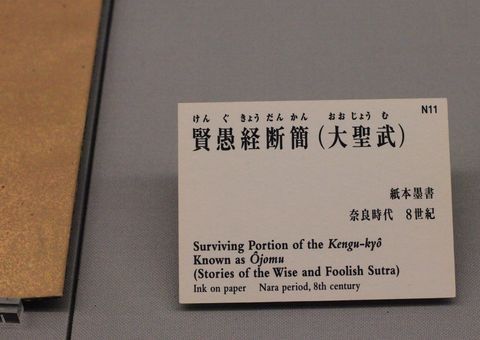 N11
けんぐきょうだんかん おおじょうむ
賢愚経断簡(大聖武)
紙本墨書
奈良時代 8世紀
Surviving Portion of the Kengu-kyô
Known as Ôjomu
(Stories of the Wise and Foolish Sutra)
Ink on paper Nara period, 8th century